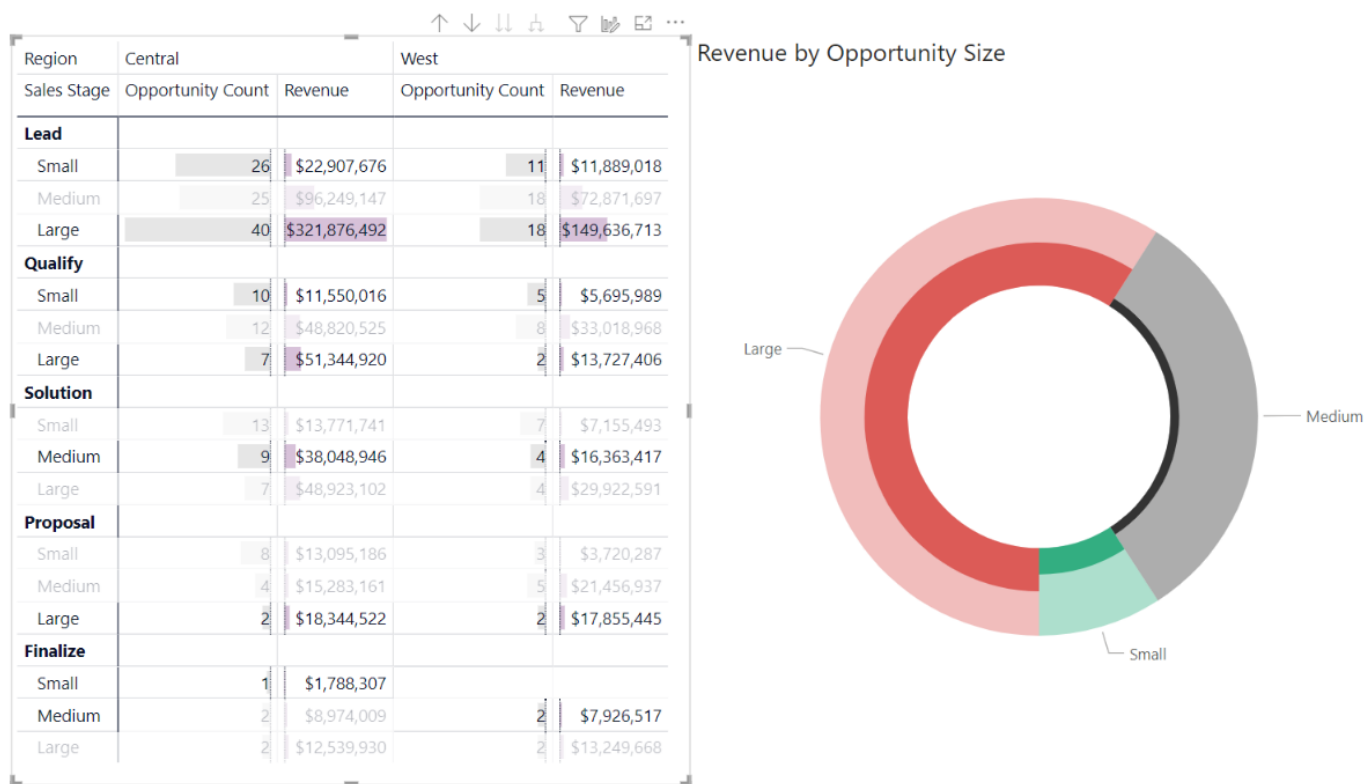 Region Central West
Sales Stage Opportunity Count Revenue Opportunity Count Revenue
Lead
Small 26 $22,907,676 11 $11,889,018
Medium 25 $96,249,147 18 $72,871,697
Large 40 $321,876,492 18 $149,636,713
Qualify
Small 10 $11,550,016 5 $5,695,989
Medium 12 $48,820,525 8 $33,018,968
Large 7 $51,344,920 2 $13,727,406
Solution
Small 13 $13,771,741 7 $7,155,493
Medium 9 $38,048,946 4 $16,363,417
Large 7 $48,923,102 4 $29,922,591
Proposal
Small 8 $13,095,186 3 $3,720,287
Medium 4 $15,283,161 5 $21,456,937
Large 2 $18,344,522 2 $17,855,445
Finalize
Small 1 $1,788,307
Medium 2 $8,974,009 2 $7,926,517
Large 2 $12,539,930 2 $13,249,668
Revenue by Opportunity Size
Large
Medium
Small